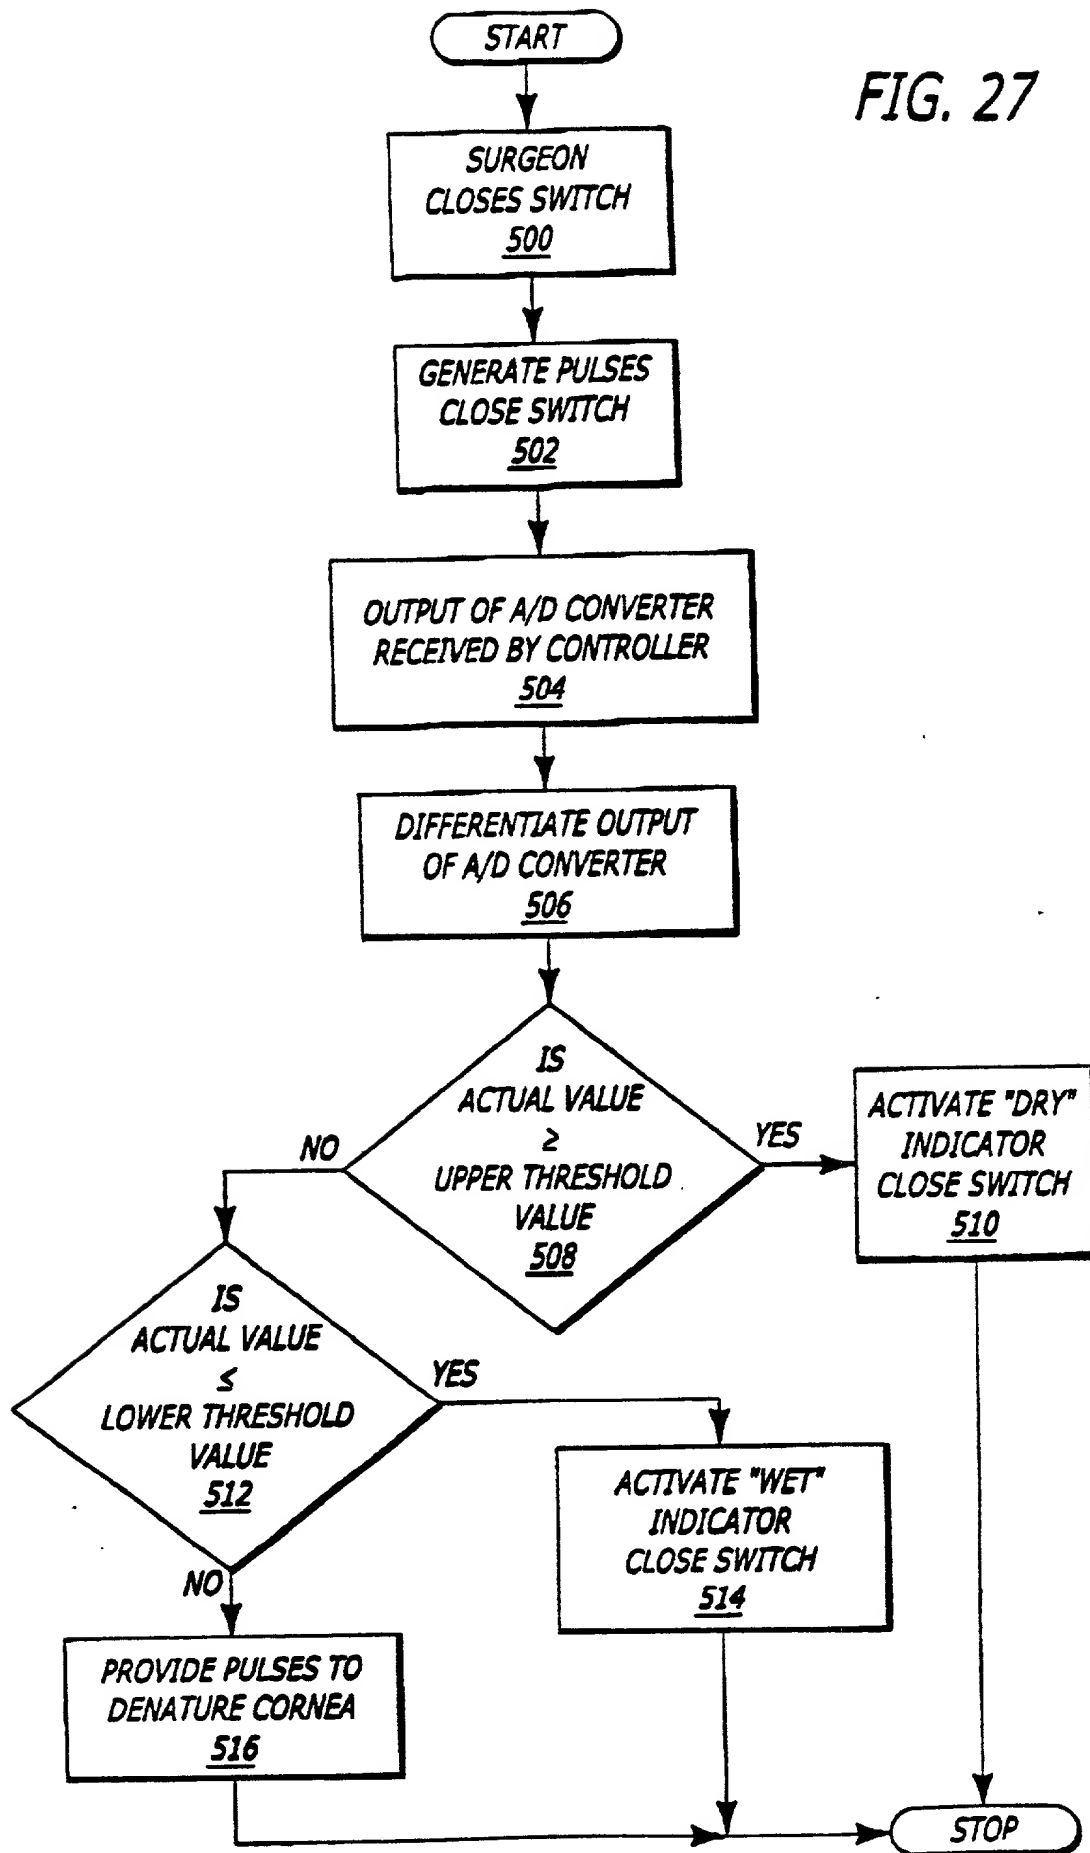 START
FIG. 27
SURGEON
CLOSES SWITCH
500
GENERATE PULSES
CLOSE SWITCH
502
OUTPUT OF A/D CONVERTER
RECEIVED BY CONTROLLER
504
DIFFERENTIATE OUTPUT
OF A/D CONVERTER
506
IS
ACTUAL VALUE
≥
UPPER THRESHOLD
VALUE
508
NO
YES
ACTIVATE "DRY"
INDICATOR
CLOSE SWITCH
510
IS
ACTUAL VALUE
≤
LOWER THRESHOLD
VALUE
512
YES
NO
ACTIVATE "WET"
INDICATOR
CLOSE SWITCH
514
PROVIDE PULSES TO
DENATURE CORNEA
516
STOP